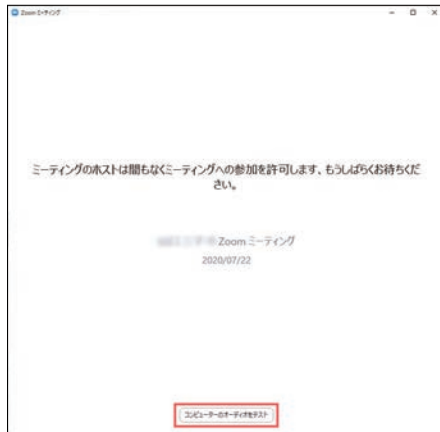 Zoom ミーティング
ミーティングのホストは間もなくミーティングへの参加を許可します、もうしばらくお待ちくだ
さい。
Zoom ミーティング
2020/07/22
コンピューターのオーディオをテスト